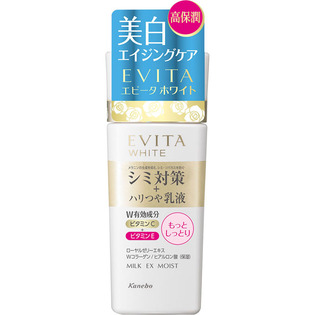 高保潤
美白
エイジングケア
EVITA
エビータ ホワイト
EVITA
WHITE
シミ対策
+
ハリつや乳液
W有効成分
ビタミンC
+
ビタミンE
もっと
しっとり
ローヤルゼリーエキス
Wコラーゲン/ヒアルロン酸(保湿)
MILK EX MOIST
Kanebo